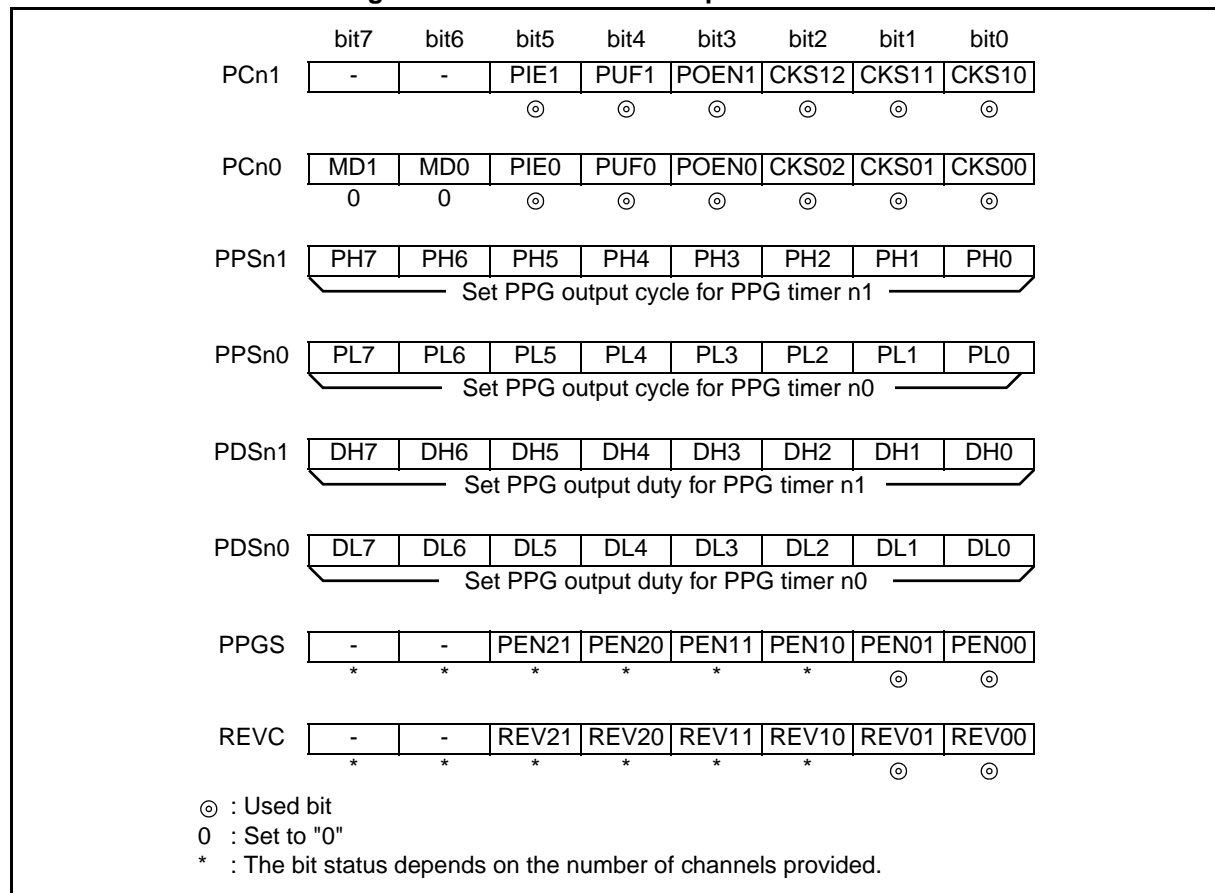 bit7 bit6 bit5 bit4 bit3 bit2 bit1 bit0
PCn1 - - PIE1 PUF1 POEN1 CKS12 CKS11 CKS10
◎ ◎ ◎ ◎ ◎ ◎
PCn0 MD1 MD0 PIE0 PUF0 POEN0 CKS02 CKS01 CKS00
0 0 ◎ ◎ ◎ ◎ ◎ ◎
PPSn1 PH7 PH6 PH5 PH4 PH3 PH2 PH1 PH0
Set PPG output cycle for PPG timer n1
PPSn0 PL7 PL6 PL5 PL4 PL3 PL2 PL1 PL0
Set PPG output cycle for PPG timer n0
PDSn1 DH7 DH6 DH5 DH4 DH3 DH2 DH1 DH0
Set PPG output duty for PPG timer n1
PDSn0 DL7 DL6 DL5 DL4 DL3 DL2 DL1 DL0
Set PPG output duty for PPG timer n0
PPGS - - PEN21 PEN20 PEN11 PEN10 PEN01 PEN00
* * * * * * ◎ ◎
REVC - - REV21 REV20 REV11 REV10 REV01 REV00
* * * * * * ◎ ◎
◎ : Used bit
0 : Set to "0"
* : The bit status depends on the number of channels provided.